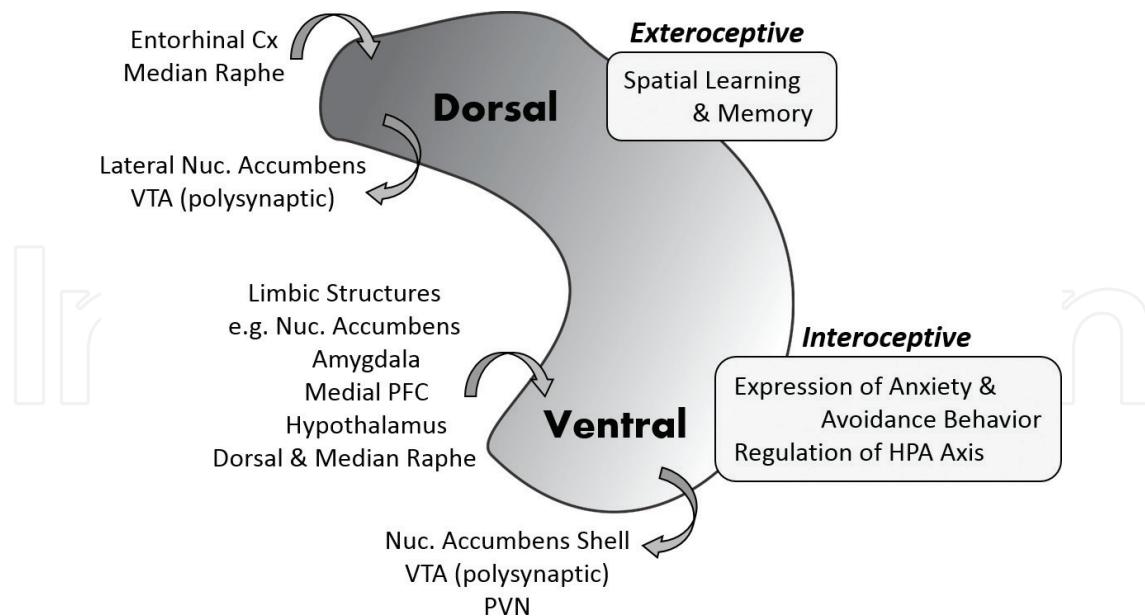 Entorhinal Cx
Median Raphe
Exteroceptive
Spatial Learning
& Memory
Dorsal
Lateral Nuc. Accumbens
VTA (polysynaptic)
Limbic Structures
e.g. Nuc. Accumbens
Amygdala
Medial PFC
Hypothalamus
Dorsal & Median Raphe
Interoceptive
Expression of Anxiety &
Avoidance Behavior
Regulation of HPA Axis
Ventral
Nuc. Accumbens Shell
VTA (polysynaptic)
PVN